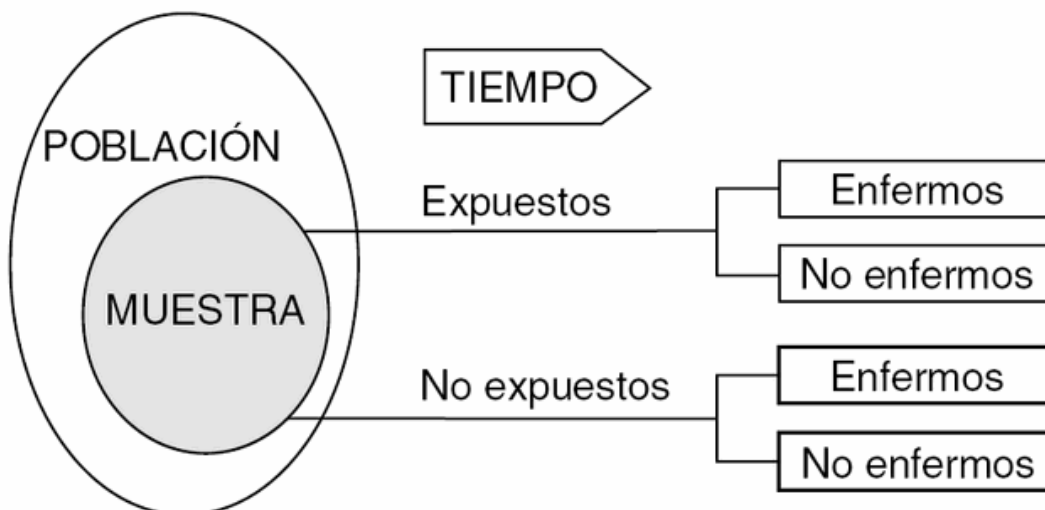 TIEMPO
POBLACIÓN
Expuestos
Enfermos
No enfermos
MUESTRA
No expuestos
Enfermos
No enfermos